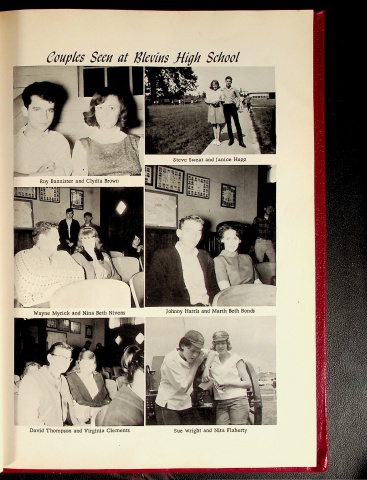 Couples Seen at Blevins High School
Steve Sweat and Janice Hugg
Roy Bannister and Clydia Brown
Wayne Myrick and Nina Beth Nivens
Johnny Harris and Marth Beth Bonds
David Thompson and Virginia Clements
Sue Wright and Nita Flaherty